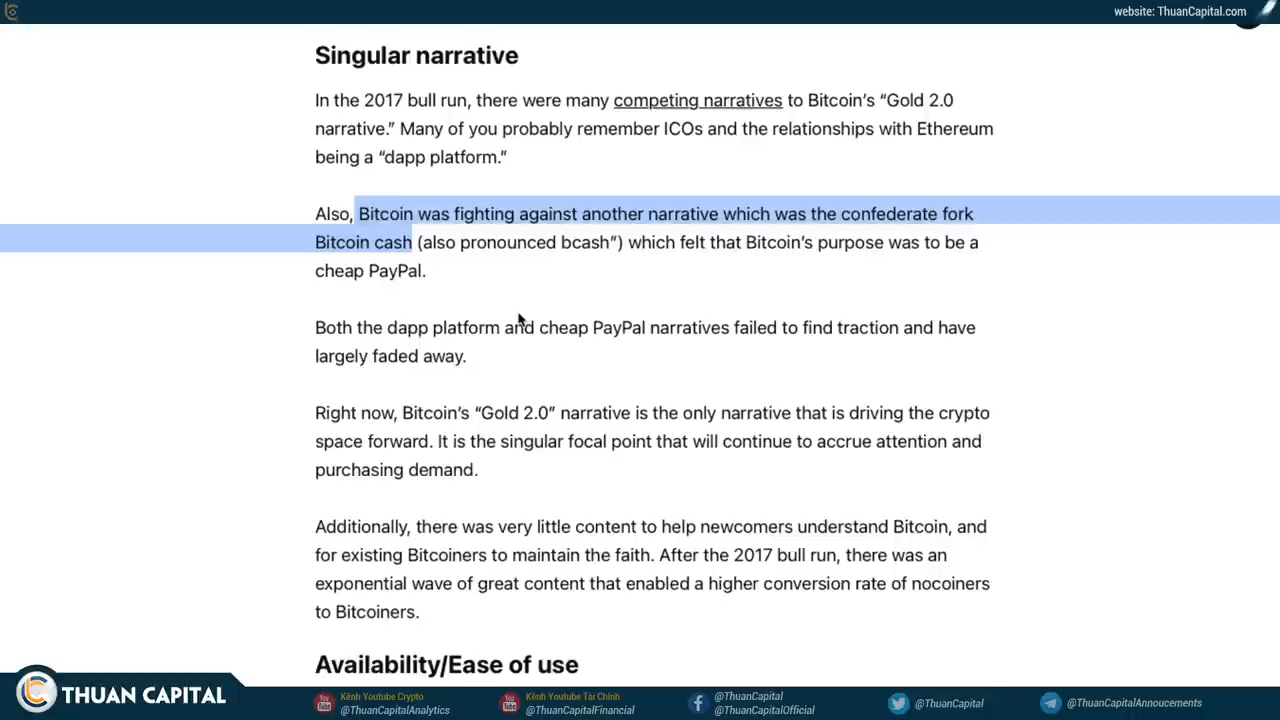 website: ThuanCapital.com
Singular narrative
In the 2017 bull run, there were many competing narratives to Bitcoin's “Gold 2.0
narrative.” Many of you probably remember ICOs and the relationships with Ethereum
being a “dapp platform.”
Also, Bitcoin was fighting against another narrative which was the confederate fork
Bitcoin cash (also pronounced bcash”) which felt that Bitcoin's purpose was to be a
cheap PayPal.
Both the dapp platform and cheap PayPal narratives failed to find traction and have
largely faded away.
Right now, Bitcoin's “Gold 2.0” narrative is the only narrative that is driving the crypto
space forward. It is the singular focal point that will continue to accrue attention and
purchasing demand.
Additionally, there was very little content to help newcomers understand Bitcoin, and
for existing Bitcoiners to maintain the faith. After the 2017 bull run, there was an
exponential wave of great content that enabled a higher conversion rate of nocoiners
to Bitcoiners.
Availability/Ease of use
THUAN CAPITAL
Kênh Youtube Crypto
@ThuanCapitalAnalytics
Kênh Youtube Tài Chính
@ThuanCapitalFinancial
@ThuanCapital
@ThuanCapitalOfficial
@ThuanCapital
@ThuanCapitalAnnoucements